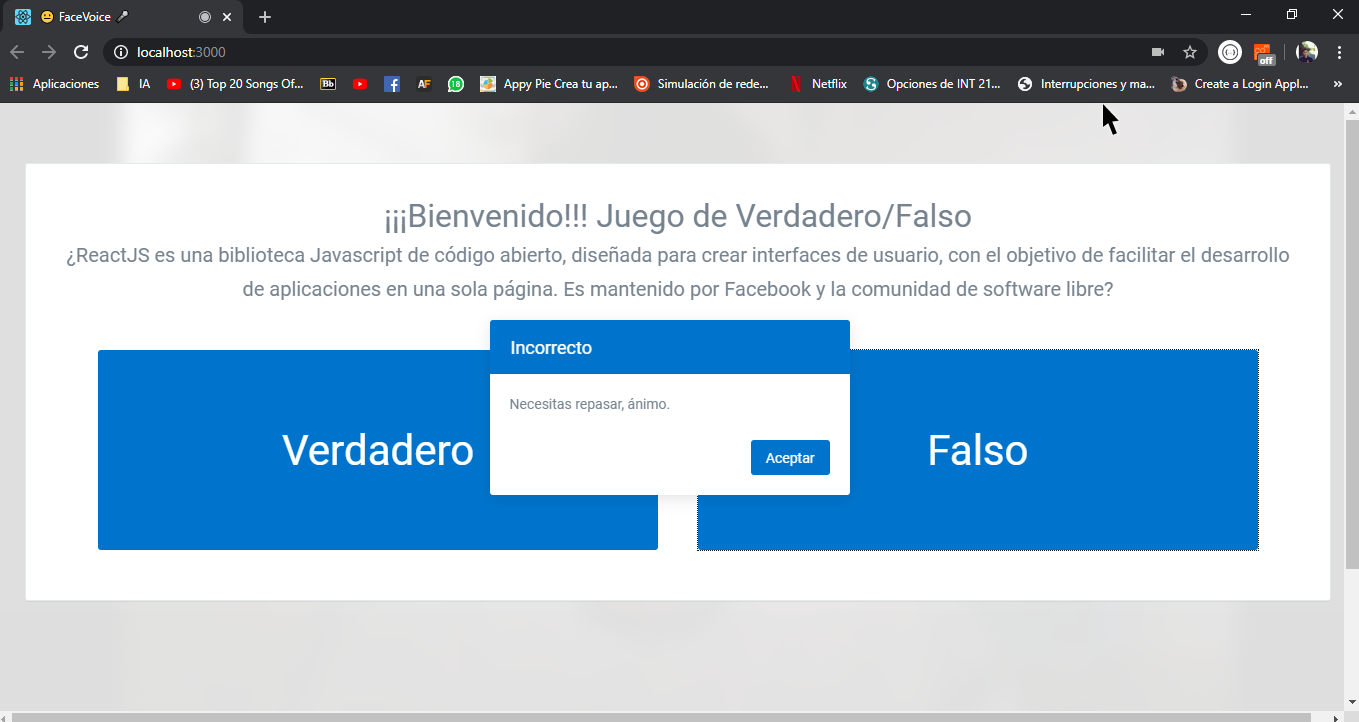 FaceVoice
localhost:3000
Aplicaciones IA (3) Top 20 Songs Of... Bb AF 18 Appy Pie Crea tu ap... Simulación de rede... Netflix Opciones de INT 21... Interrupciones y ma... Create a Login Appl... »
off
¡¡¡Bienvenido!!! Juego de Verdadero/Falso
¿ReactJS es una biblioteca Javascript de código abierto, diseñada para crear interfaces de usuario, con el objetivo de facilitar el desarrollo
de aplicaciones en una sola página. Es mantenido por Facebook y la comunidad de software libre?
Incorrecto
Necesitas repasar, ánimo.
Aceptar
Verdadero
Falso